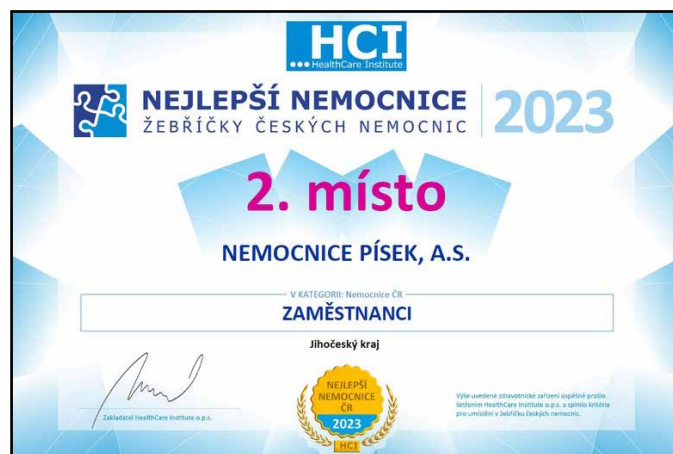 HCI
HealthCare Institute
NEJLEPŠÍ NEMOCNICE
ŽEBŘÍČKY ČESKÝCH NEMOCNIC
2023
2. místo
NEMOCNICE PÍSEK, A.S.
V KATEGORII: Nemocnice ČR
ZAMĚSTNANCI
Jihočeský kraj
Zakladatel HealthCare Institute o.p.s.
NEJLEPŠÍ
NEMOCNICE
ČR
2023
HCI
Výše uvedené zdravotnické zařízení úspěšně prošlo
šetřením HealthCare Institute o.p.s. a splnilo kritéria
pro umístění v žebříčku českých nemocnic.